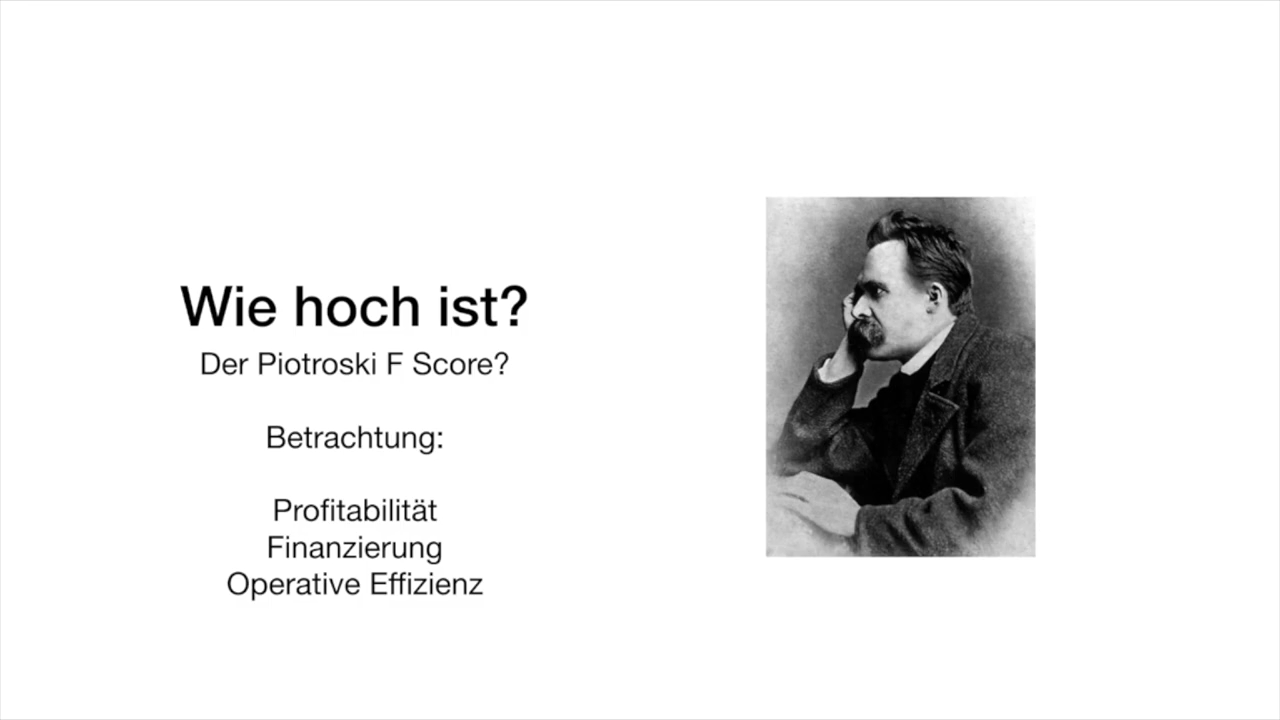 Wie hoch ist?
Der Piotroski F Score?
Betrachtung:
Profitabilität
Finanzierung
Operative Effizienz